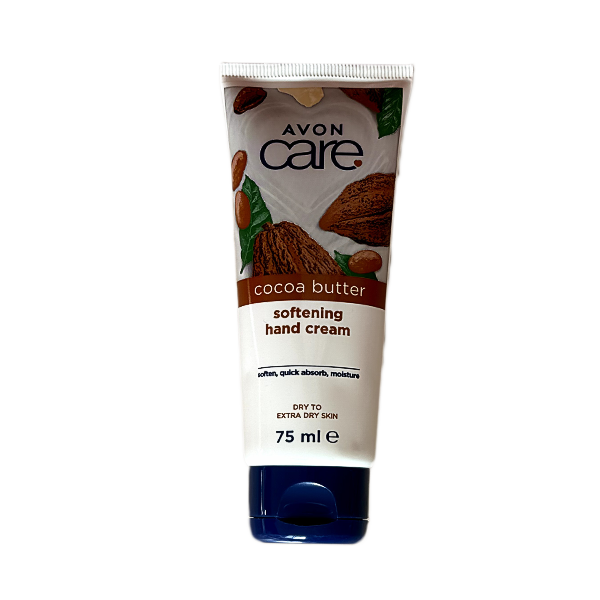 AVON
care
cocoa butter
softening
hand cream
soften, quick absorb, moisture
DRY TO
EXTRA DRY SKIN
75 ml ℮